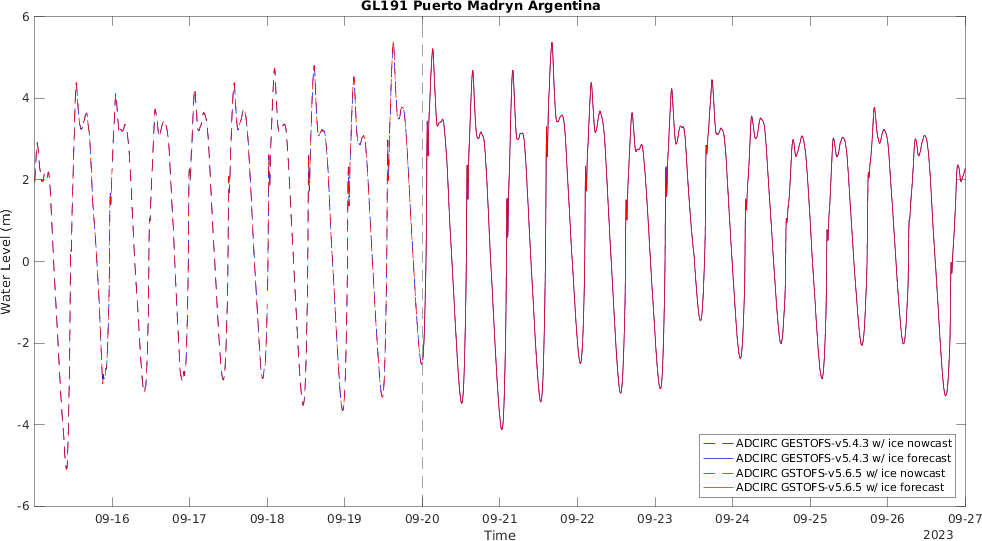 GL191 Puerto Madryn Argentina
6
4
2
0
-2
-4
-6
Water Level (m)
ADCIRC GESTOFS-v5.4.3 w/ ice nowcast
ADCIRC GESTOFS-v5.4.3 w/ ice forecast
ADCIRC GSTOFS-v5.6.5 w/ ice nowcast
ADCIRC GSTOFS-v5.6.5 w/ ice forecast
09-16 09-17 09-18 09-19 09-20 09-21 09-22 09-23 09-24 09-25 09-26 09-27
Time
2023